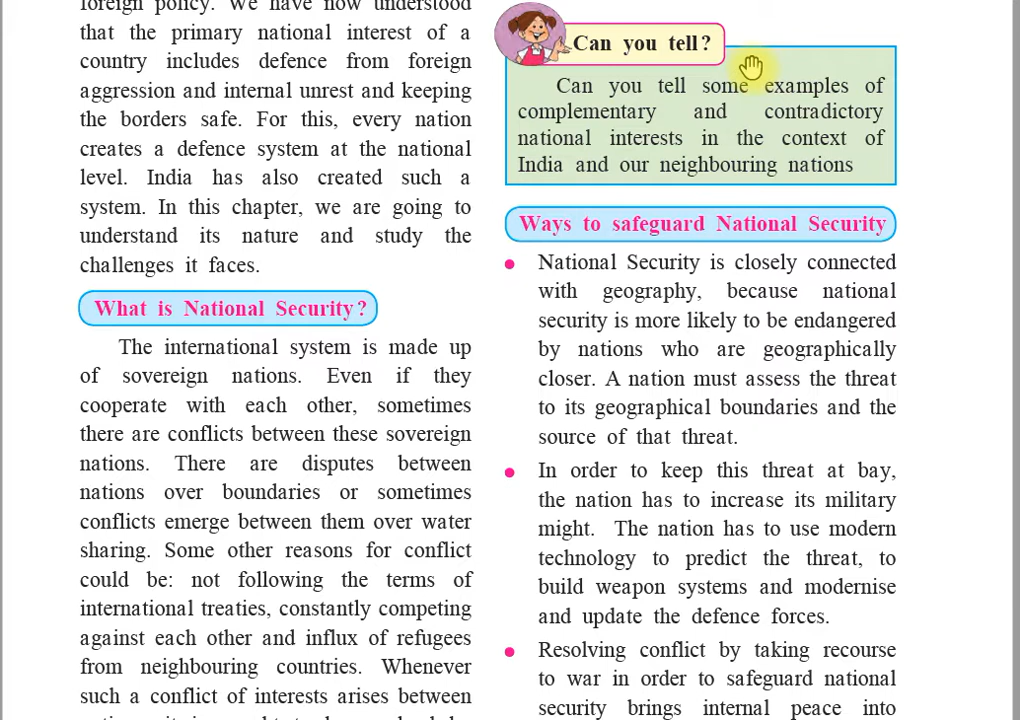 foreign policy. We have now understood
that the primary national interest of a
country includes defence from foreign
aggression and internal unrest and keeping
the borders safe. For this, every nation
creates a defence system at the national
level. India has also created such a
system. In this chapter, we are going to
understand its nature and study the
challenges it faces.
What is National Security?
The international system is made up
of sovereign nations. Even if they
cooperate with each other, sometimes
there are conflicts between these sovereign
nations. There are disputes between
nations over boundaries or sometimes
conflicts emerge between them over water
sharing. Some other reasons for conflict
could be: not following the terms of
international treaties, constantly competing
against each other and influx of refugees
from neighbouring countries. Whenever
such a conflict of interests arises between
Can you tell?
Can you tell some examples of
complementary and contradictory
national interests in the context of
India and our neighbouring nations
Ways to safeguard National Security
• National Security is closely connected
with geography, because national
security is more likely to be endangered
by nations who are geographically
closer. A nation must assess the threat
to its geographical boundaries and the
source of that threat.
• In order to keep this threat at bay,
the nation has to increase its military
might. The nation has to use modern
technology to predict the threat, to
build weapon systems and modernise
and update the defence forces.
• Resolving conflict by taking recourse
to war in order to safeguard national
security brings internal peace into